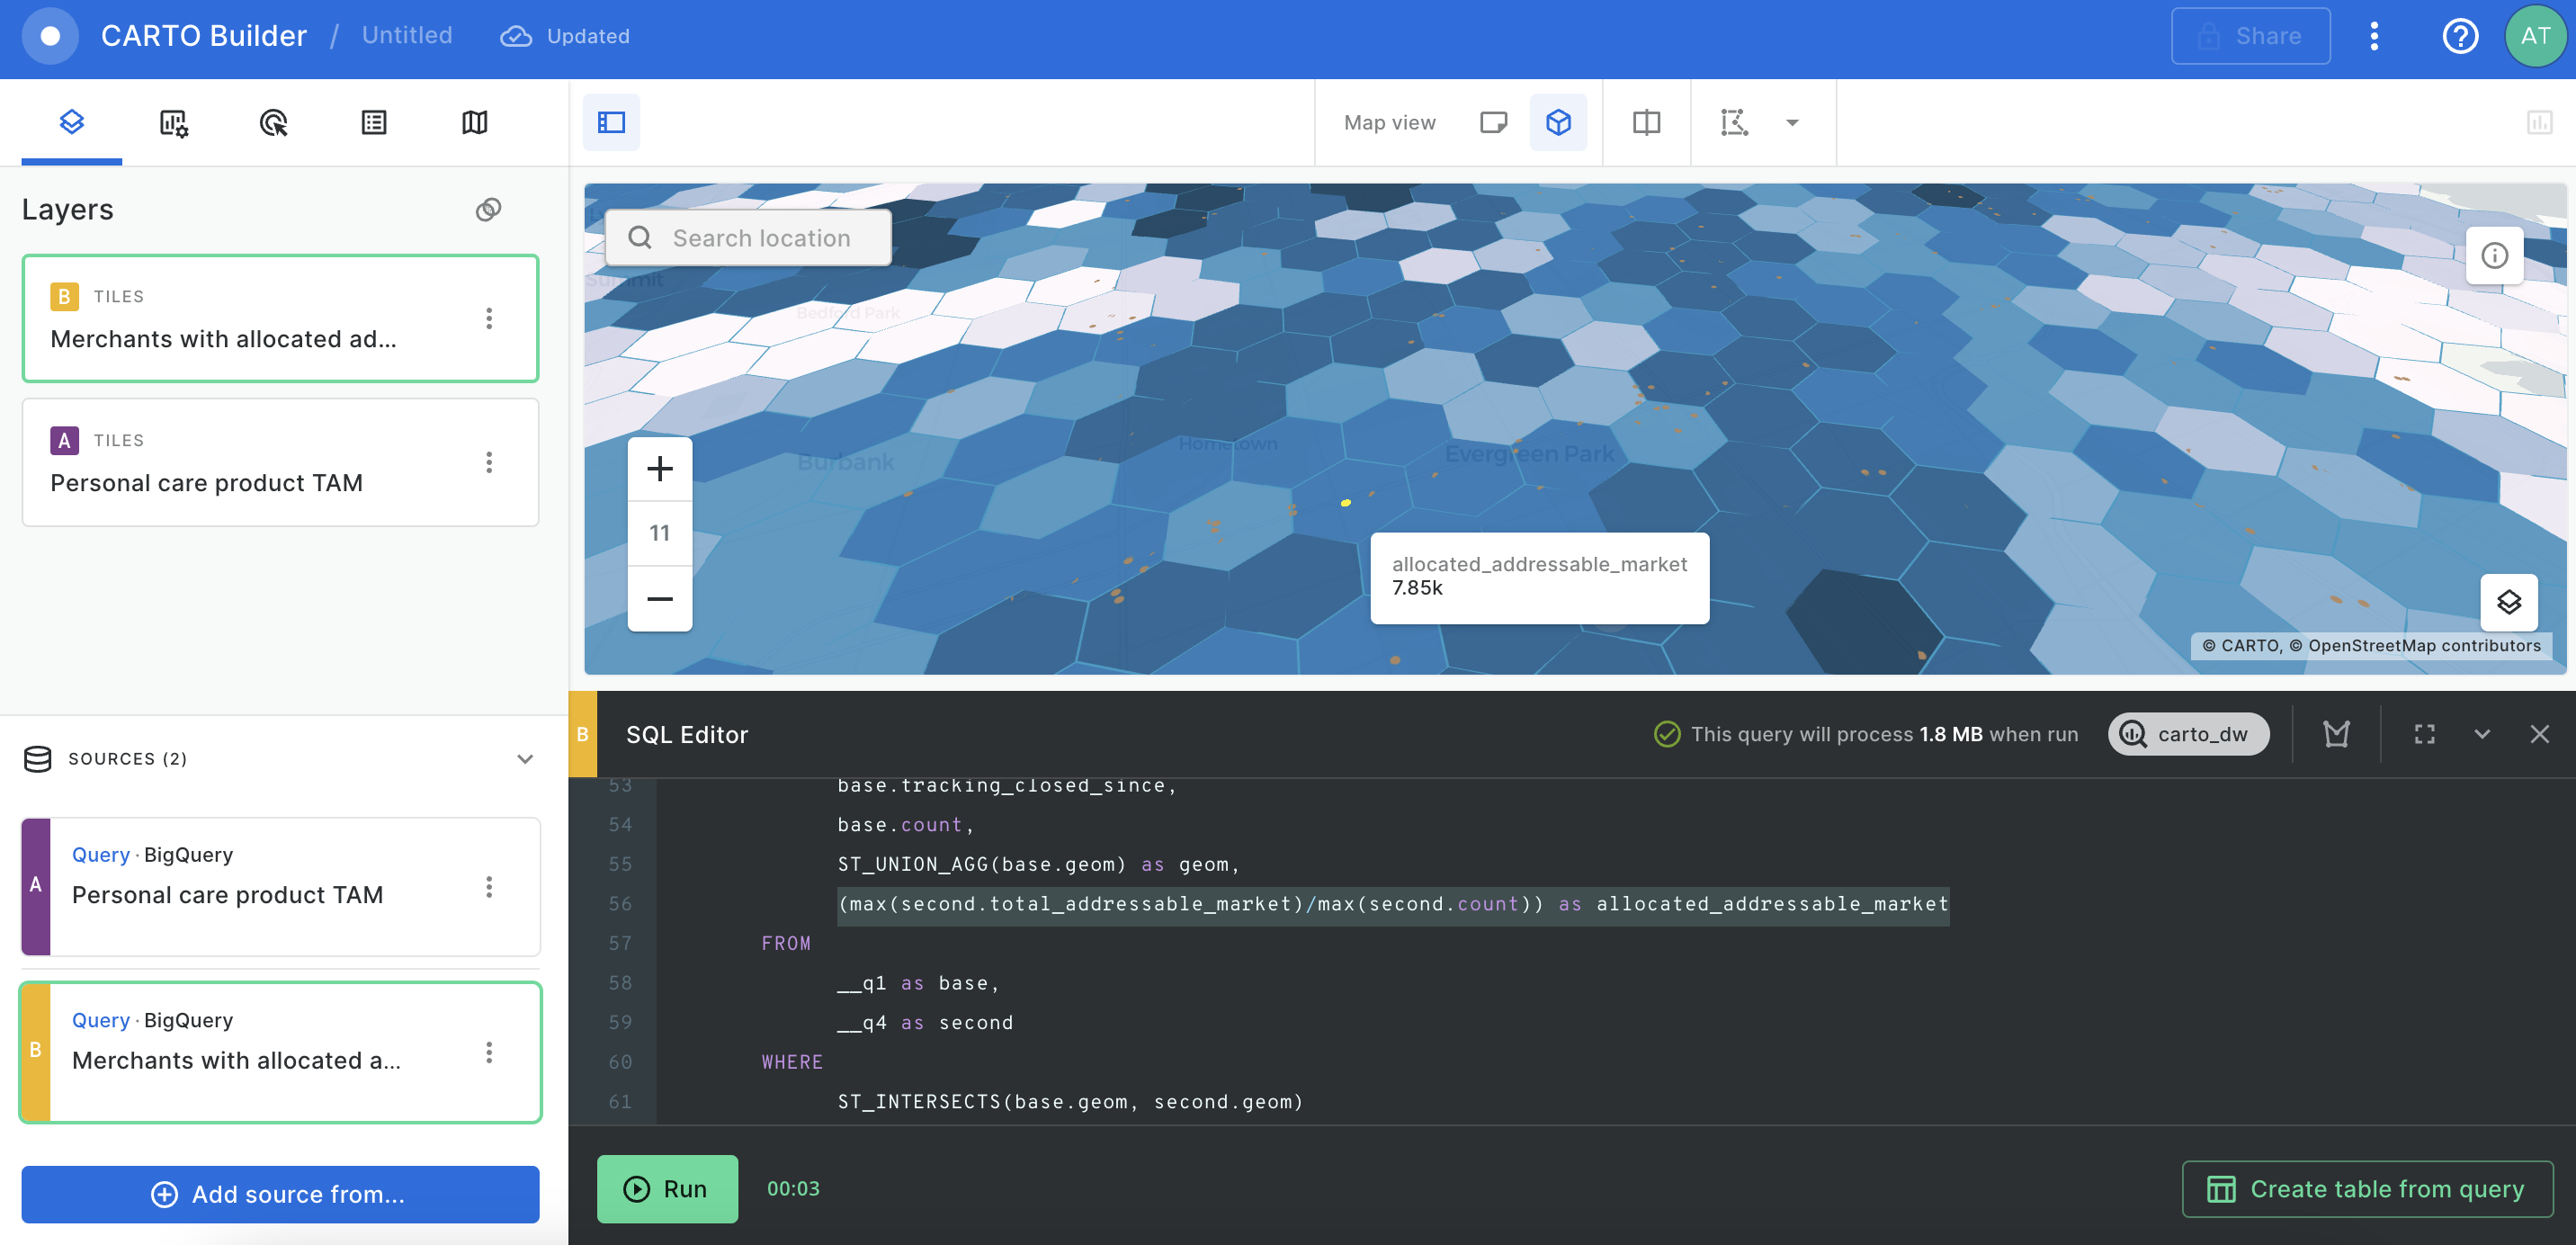 CARTO Builder / Untitled Updated Share AT
Map view
Layers
B TILES
Merchants with allocated ad...
A TILES
Personal care product TAM
Search location
Summit
Bedford Park
Burbank
Hometown
Evergreen Park
11
allocated_addressable_market
7.85k
© CARTO, © OpenStreetMap contributors
SOURCES (2)
A
Query · BigQuery
Personal care product TAM
B
Query · BigQuery
Merchants with allocated a...
Add source from...
B SQL Editor This query will process 1.8 MB when run carto_dw
53 base.tracking_closed_since,
54 base.count,
55 ST_UNION_AGG(base.geom) as geom,
56 (max(second.total_addressable_market)/max(second.count)) as allocated_addressable_market
57 FROM
58 __q1 as base,
59 __q4 as second
60 WHERE
61 ST_INTERSECTS(base.geom, second.geom)
Run 00:03 Create table from query